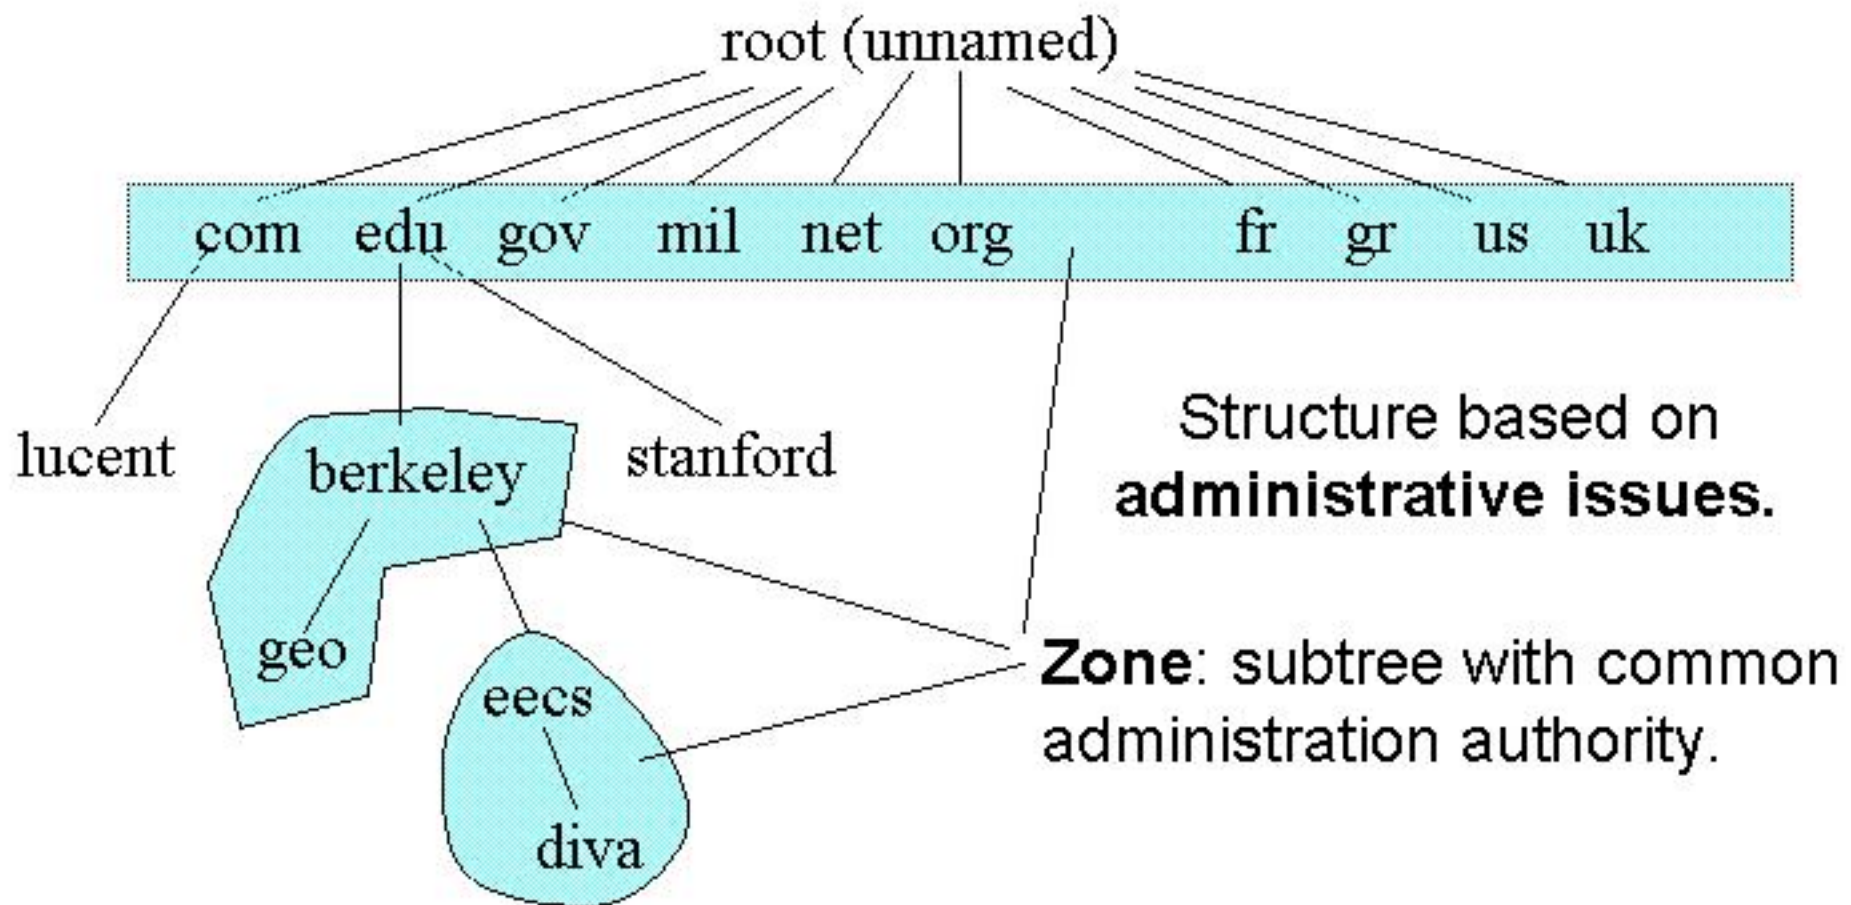 root (unnamed)
com edu gov mil net org fr gr us uk
lucent berkeley stanford
Structure based on
administrative issues.
geo
eecs
diva
Zone: subtree with common
administration authority.